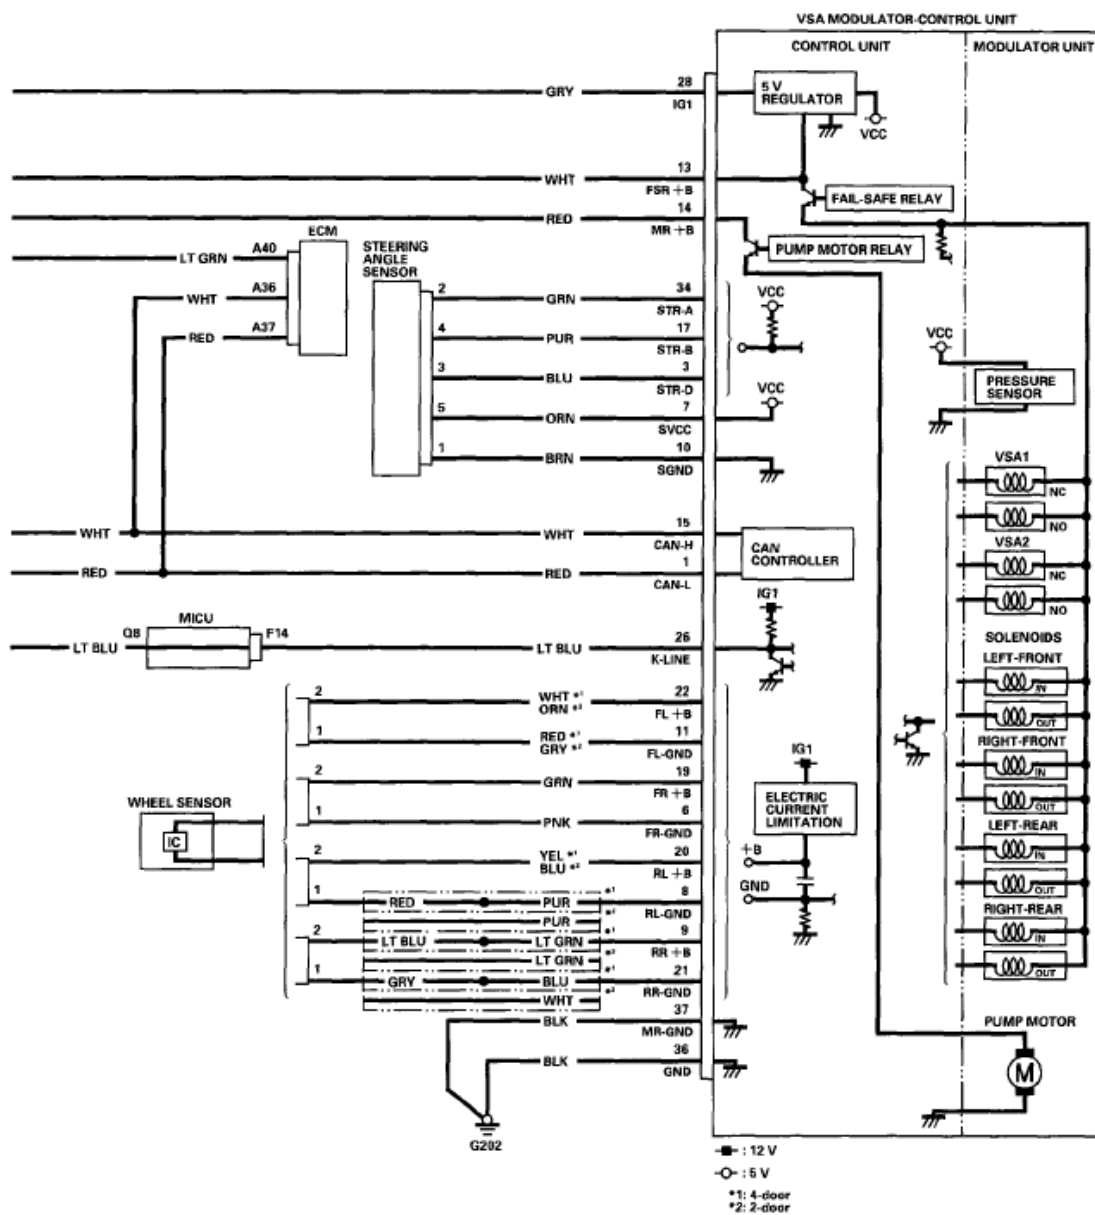 VSA MODULATOR-CONTROL UNIT
CONTROL UNIT
MODULATOR UNIT
GRY
28
IG1
5 V
REGULATOR
VCC
WHT
13
FSR +B
FAIL-SAFE RELAY
RED
14
MR +B
PUMP MOTOR RELAY
ECM
LT GRN
A40
WHT
A36
RED
A37
STEERING
ANGLE
SENSOR
2
GRN
34
STR-A
4
PUR
17
STR-B
3
BLU
3
STR-D
5
ORN
7
SVCC
1
BRN
10
SGND
VCC
VCC
VCC
PRESSURE
SENSOR
WHT
WHT
15
CAN-H
RED
RED
1
CAN-L
CAN
CONTROLLER
IG1
MICU
LT BLU
Q8
F14
LT BLU
26
K-LINE
VSA1
NC
NO
VSA2
NC
NO
SOLENOIDS
LEFT-FRONT
IN
OUT
RIGHT-FRONT
IN
OUT
LEFT-REAR
IN
OUT
RIGHT-REAR
IN
OUT
2
WHT *1
ORN *2
22
FL +B
1
RED *1
GRY *2
11
FL-GND
2
GRN
19
FR +B
1
PNK
6
FR-GND
WHEEL SENSOR
IC
2
YEL *1
BLU *2
20
RL +B
1
RED
PUR
*1
8
RL-GND
PUR
*2
2
LT BLU
LT GRN
*1
9
RR +B
LT GRN
*2
1
GRY
BLU
*1
21
RR-GND
WHT
*2
IG1
ELECTRIC
CURRENT
LIMITATION
+B
GND
BLK
37
MR-GND
BLK
36
GND
G202
PUMP MOTOR
M
: 12 V
: 5 V
*1: 4-door
*2: 2-door